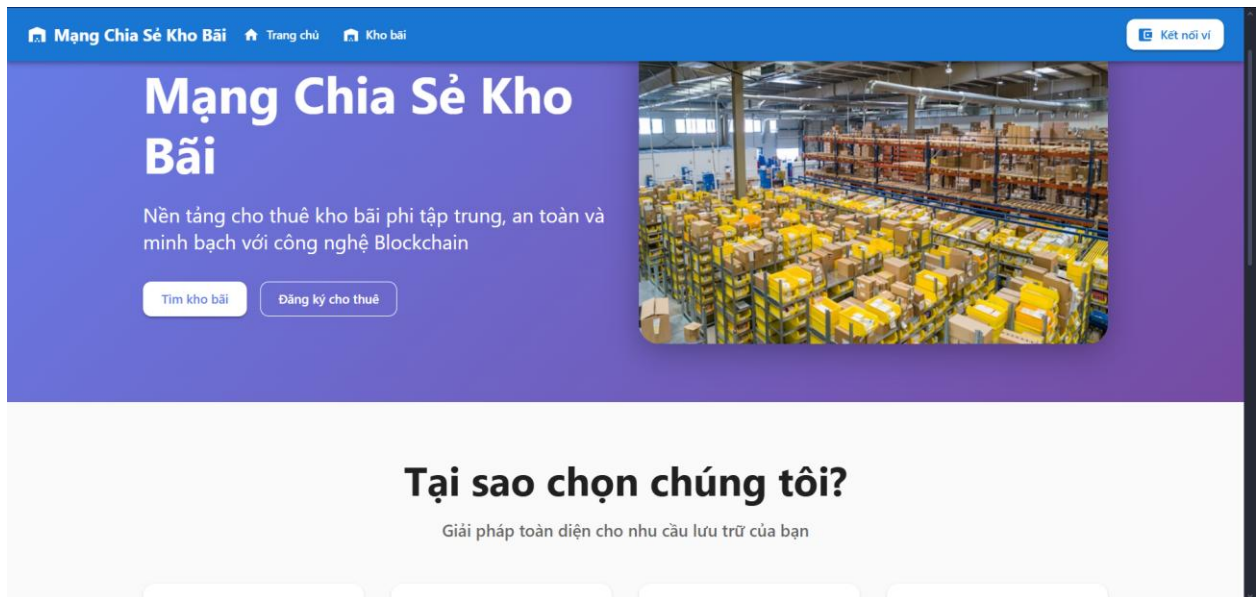 Mạng Chia Sẻ Kho Bãi
Trang chủ
Kho bãi
Kết nối ví
Mạng Chia Sẻ Kho
Bãi
Nền tảng cho thuê kho bãi phi tập trung, an toàn và
minh bạch với công nghệ Blockchain
Tìm kho bãi
Đăng ký cho thuê
Tại sao chọn chúng tôi?
Giải pháp toàn diện cho nhu cầu lưu trữ của bạn